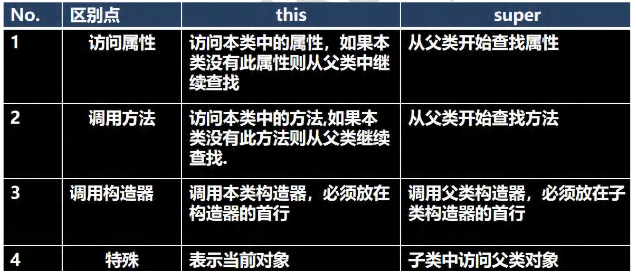 No. 区别点 this super
1 访问属性 访问本类中的属性，如果本类没有此属性则从父类中继续查找 从父类开始查找属性
2 调用方法 访问本类中的方法,如果本类没有此方法则从父类继续查找. 从父类开始查找方法
3 调用构造器 调用本类构造器，必须放在构造器的首行 调用父类构造器，必须放在子类构造器的首行
4 特殊 表示当前对象 子类中访问父类对象